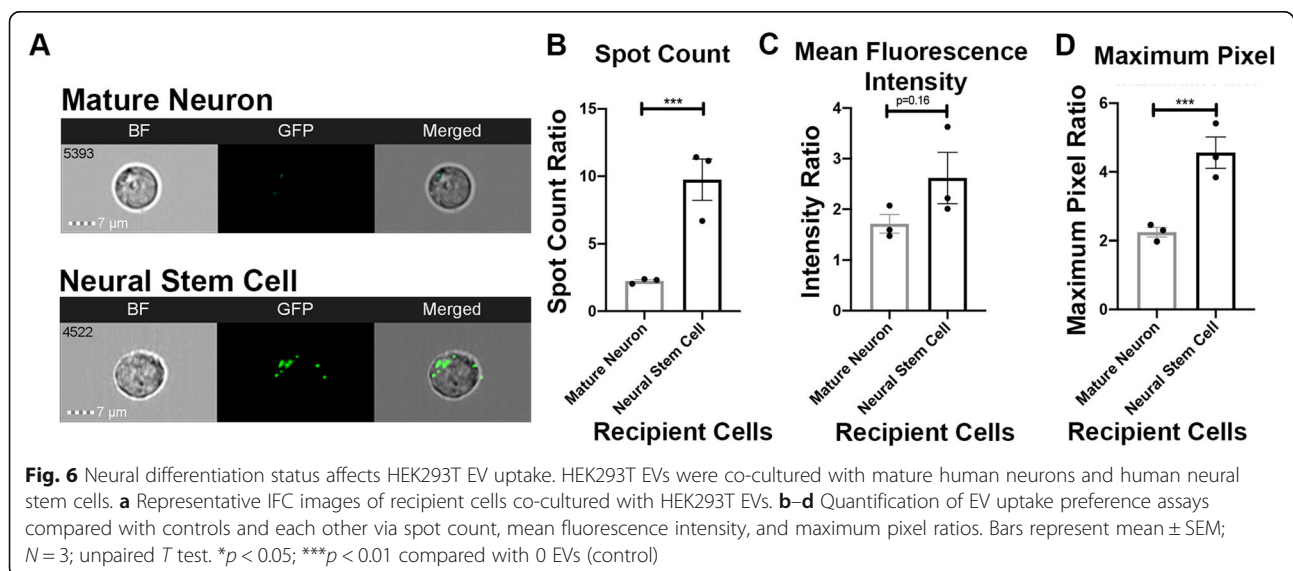 A
Mature Neuron
BF GFP Merged
5393
7 µm
Neural Stem Cell
BF GFP Merged
4522
7 µm
B
Spot Count
***
15
10
5
0
Spot Count Ratio
Mature Neuron
Neural Stem Cell
Recipient Cells
C
Mean Fluorescence
Intensity
p=0.16
4
3
2
1
0
Intensity Ratio
Mature Neuron
Neural Stem Cell
Recipient Cells
D
Maximum Pixel
***
6
4
2
0
Maximum Pixel Ratio
Mature Neuron
Neural Stem Cell
Recipient Cells
Fig. 6 Neural differentiation status affects HEK293T EV uptake. HEK293T EVs were co-cultured with mature human neurons and human neural
stem cells. a Representative IFC images of recipient cells co-cultured with HEK293T EVs. b–d Quantification of EV uptake preference assays
compared with controls and each other via spot count, mean fluorescence intensity, and maximum pixel ratios. Bars represent mean ± SEM;
N = 3; unpaired T test. *p < 0.05; ***p < 0.01 compared with 0 EVs (control)